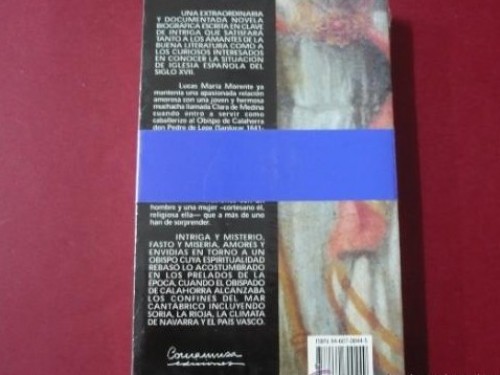 UNA EXTRAORDINARIA
Y DOCUMENTADA NOVELA
BIOGRÁFICA ESCRITA EN CLAVE
DE INTRIGA QUE SATISFARÁ
TANTO A LOS AMANTES DE LA
BUENA LITERATURA COMO A
LOS CURIOSOS INTERESADOS
EN CONOCER LA SITUACION
DE IGLESIA ESPAÑOLA DEL
SIGLO XVII.
Lucas María Morente ya
mantenía una apasionada relación
amorosa con una joven y hermosa
muchacha llamada Clara de Medina
cuando entró a servir como
caballerizo al Obispo de Calahorra
don Pedro de Lepe (Sanlúcar 1641-
hombre y una mujer –cortesano él,
religiosa ella– que a más de uno
han de sorprender.
INTRIGA Y MISTERIO,
FASTO Y MISERIA, AMORES Y
ENVIDIAS EN TORNO A UN
OBISPO CUYA ESPIRITUALIDAD
REBASÓ LO ACOSTUMBRADO
EN LOS PRELADOS DE LA
ÉPOCA, CUANDO EL OBISPADO
DE CALAHORRA ALCANZABA
LOS CONFINES DEL MAR
CANTÁBRICO INCLUYENDO
SORIA, LA RIOJA, LA CLIMATA
DE NAVARRA Y EL PAÍS VASCO.
ediciones